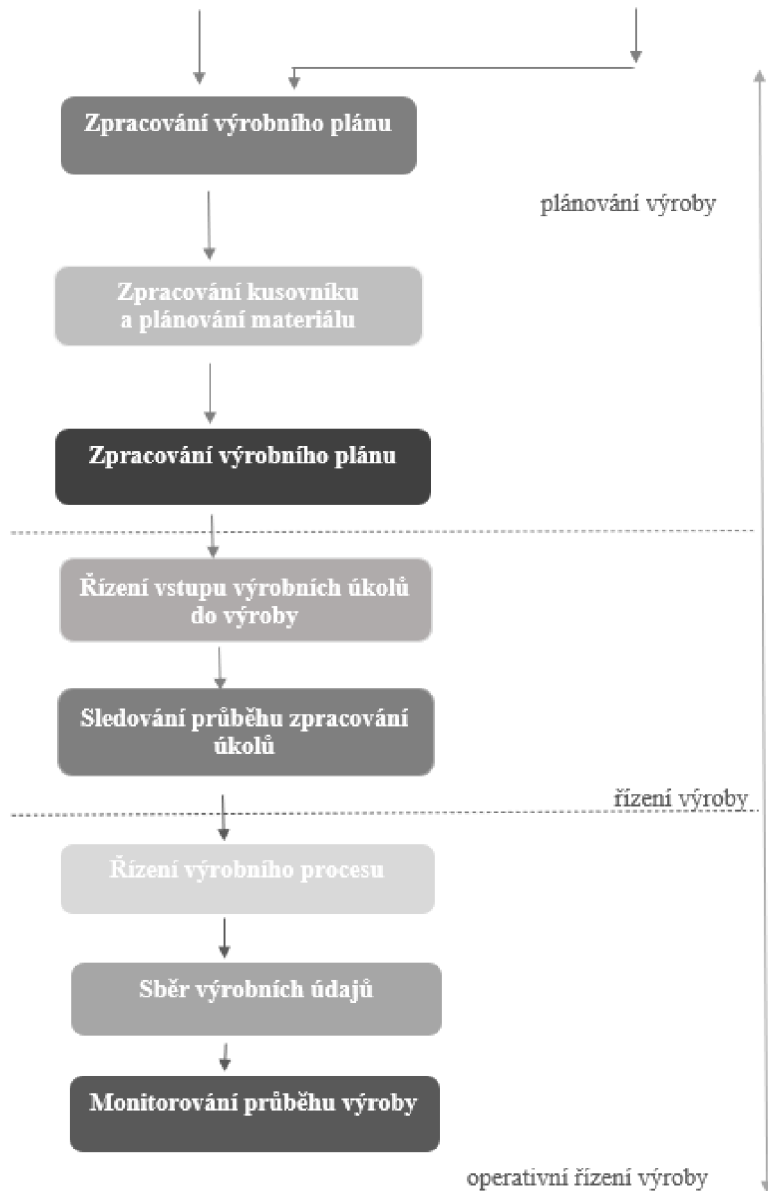 Zpracování výrobního plánu
plánování výroby
Zpracování kusovníku
a plánování materiálu
Zpracování výrobního plánu
Řízení vstupu výrobních úkolů
do výroby
Sledování průběhu zpracování
úkolů
řízení výroby
Řízení výrobního procesu
Sběr výrobních údajů
Monitorování průběhu výroby
operativní řízení výroby